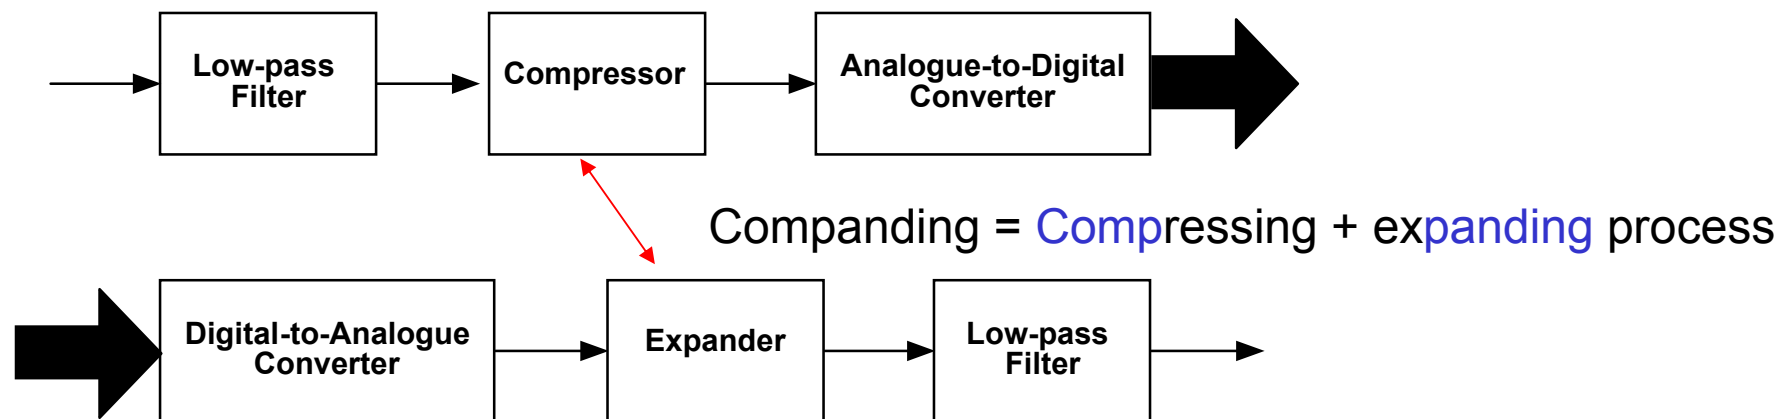 Low-pass
Filter
Compressor
Analogue-to-Digital
Converter
Companding = Compressing + expanding process
Digital-to-Analogue
Converter
Expander
Low-pass
Filter